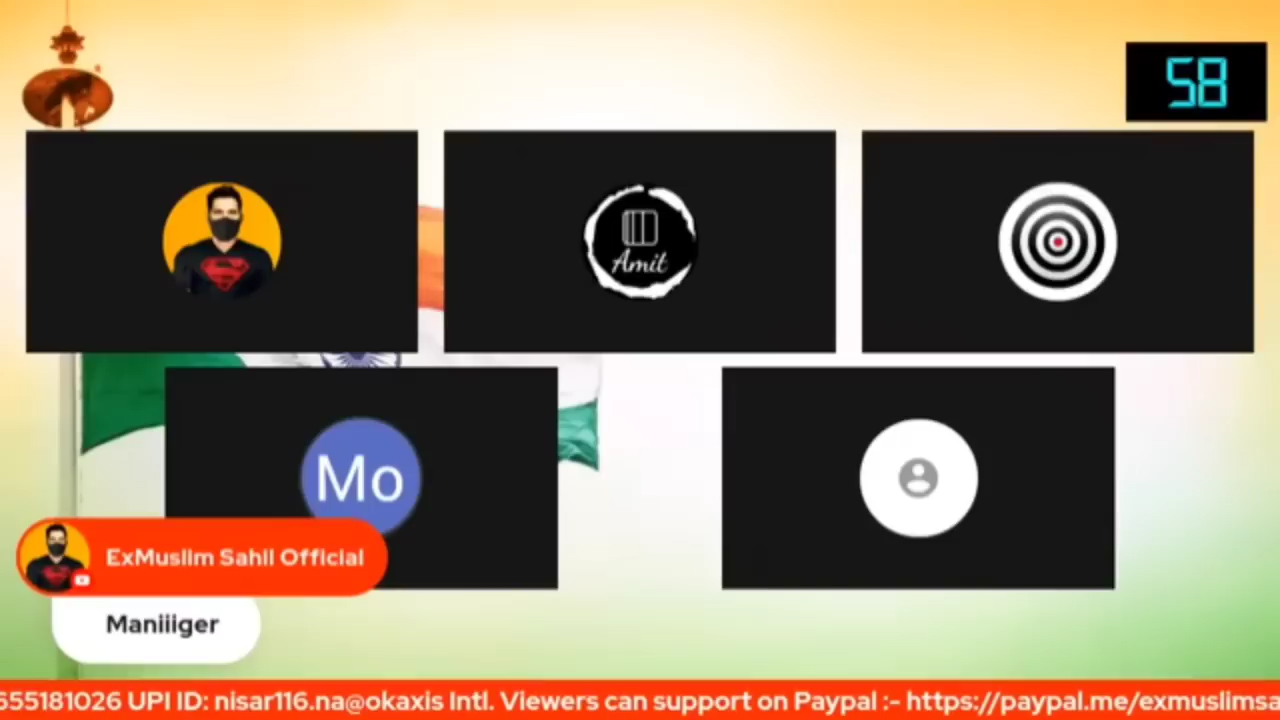 58
Amit
Mo
ExMuslim Sahil Official
Maniiiger
555181026 UPI ID: nisar116.na@okaxis Intl. Viewers can support on Paypal :- https://paypal.me/exmuslimsa